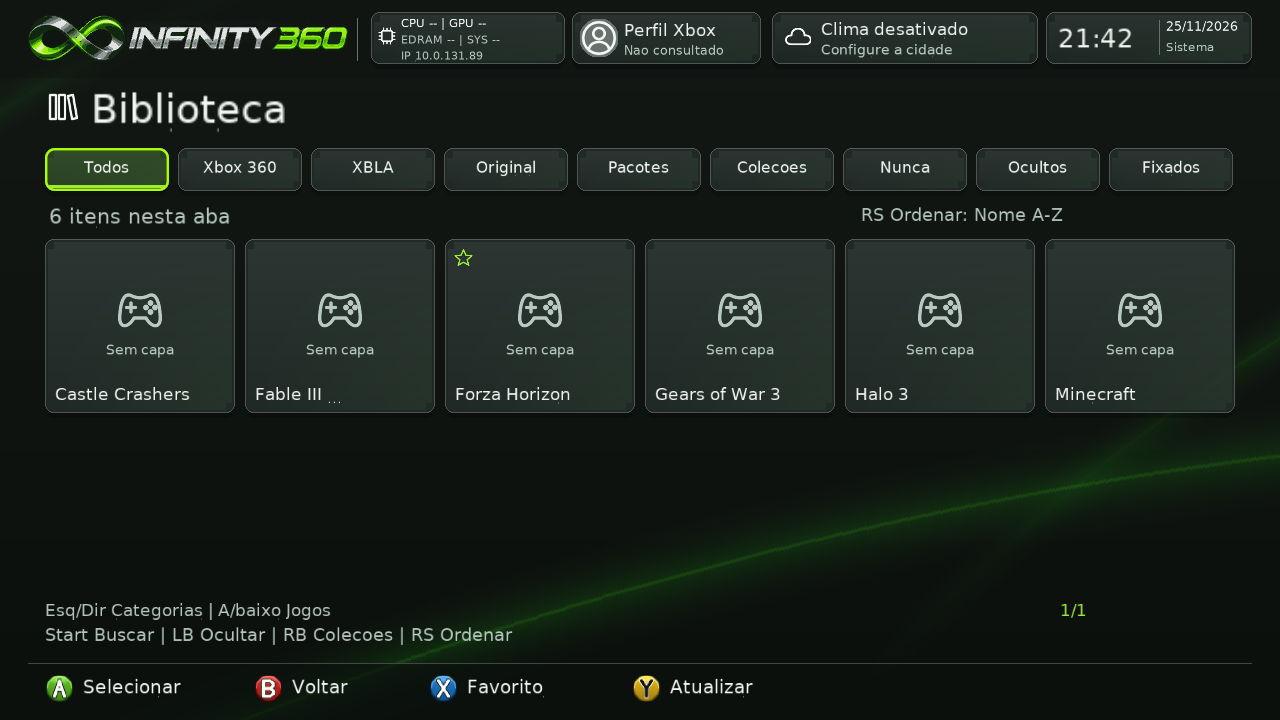 INFINITY 360
CPU -- | GPU --
EDRAM -- | SYS --
IP 10.0.131.89
Perfil Xbox
Nao consultado
Clima desativado
Configure a cidade
21:42
25/11/2026
Sistema
Biblioteca
Todos
Xbox 360
XBLA
Original
Pacotes
Colecoes
Nunca
Ocultos
Fixados
6 itens nesta aba
RS Ordenar: Nome A-Z
Sem capa
Sem capa
Sem capa
Sem capa
Sem capa
Sem capa
Castle Crashers
Fable III ...
Forza Horizon
Gears of War 3
Halo 3
Minecraft
Esq/Dir Categorias | A/baixo Jogos
1/1
Start Buscar | LB Ocultar | RB Colecoes | RS Ordenar
A Selecionar
B Voltar
X Favorito
Y Atualizar